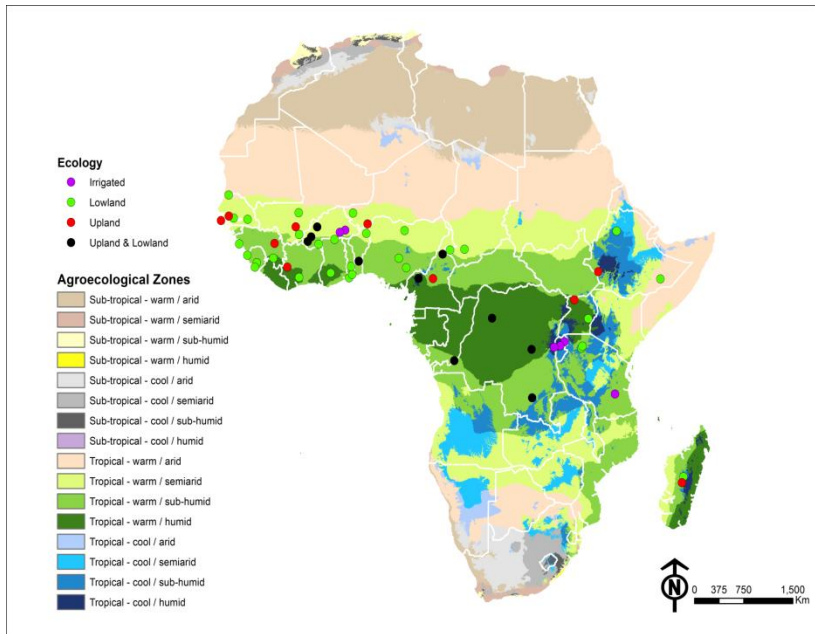 Ecology
Irrigated
Lowland
Upland
Upland & Lowland
Agroecological Zones
Sub-tropical - warm / arid
Sub-tropical - warm / semiarid
Sub-tropical - warm / sub-humid
Sub-tropical - warm / humid
Sub-tropical - cool / arid
Sub-tropical - cool / semiarid
Sub-tropical - cool / sub-humid
Sub-tropical - cool / humid
Tropical - warm / arid
Tropical - warm / semiarid
Tropical - warm / sub-humid
Tropical - warm / humid
Tropical - cool / arid
Tropical - cool / semiarid
Tropical - cool / sub-humid
Tropical - cool / humid
N
0 375 750 1,500
Km